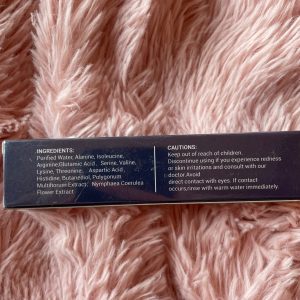 INGREDIENTS:
Purified Water, Alanine, Isoleucine,
Arginine,Glutamic Acid、Serine, Valine,
Lysine, Threonine, Aspartic Acid,
Histidine, Butanediol, Polygonum
Multiflorum Extract; Nymphaea Coerulea
Flower Extract
CAUTIONS:
Keep out of reach of children.
Discontinue using if you experience redness
or skin irritations and consult with our
doctor.Avoid
direct contact with eyes. If contact
occurs,rinse with warm water immediately.